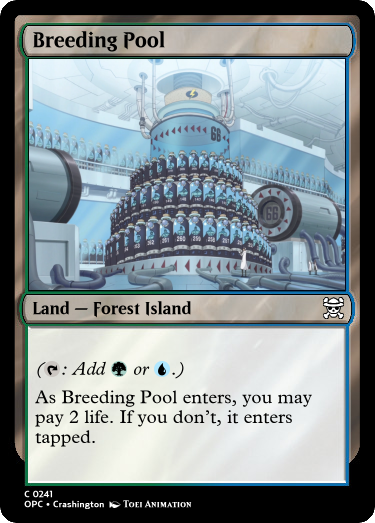 Breeding Pool
66
66
Land — Forest Island
(: Add or .)
As Breeding Pool enters, you may
pay 2 life. If you don't, it enters
tapped.
C 0241
OPC • Crashington TOEI ANIMATION